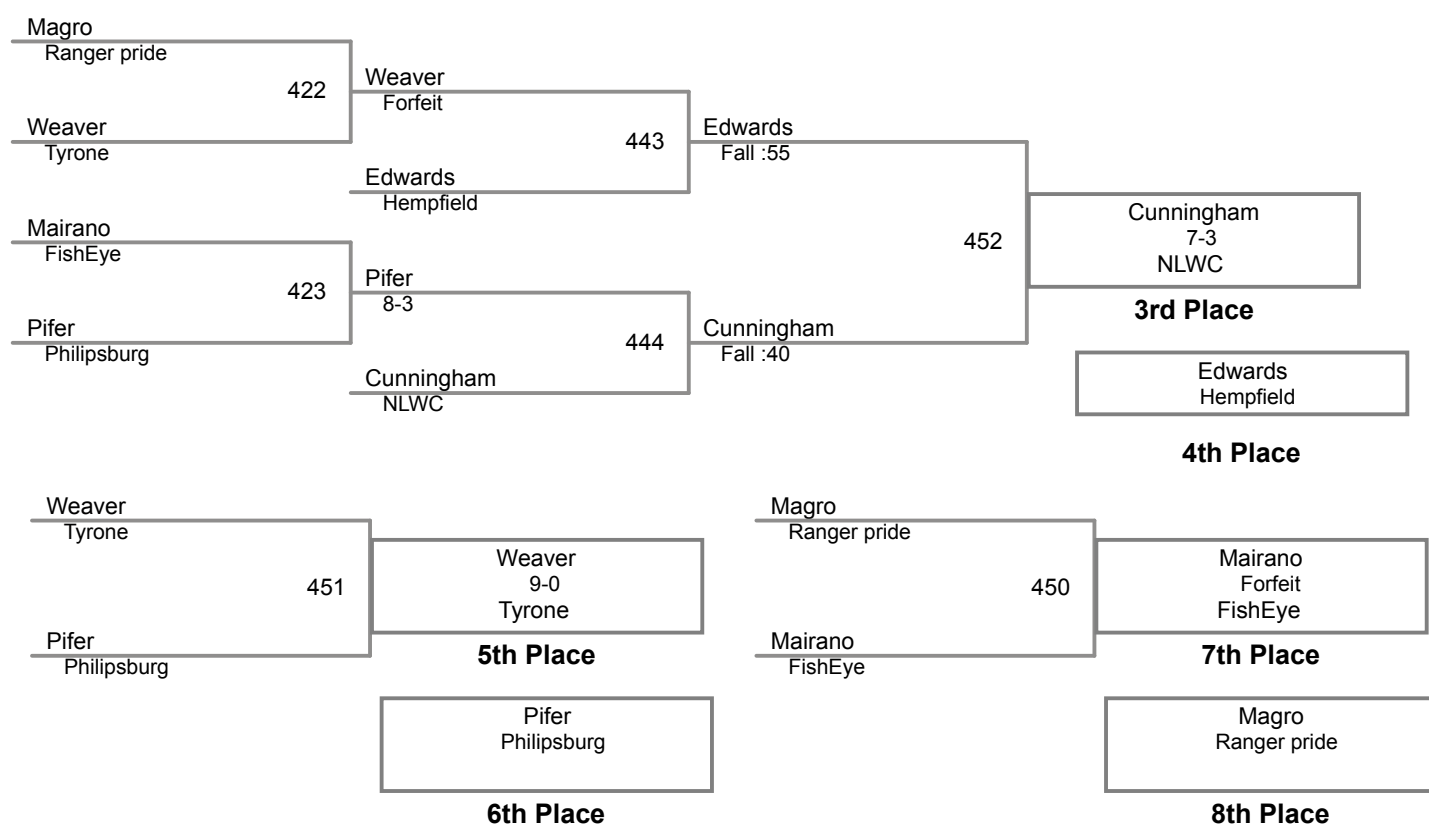 Magro
Ranger pride
422
Weaver
Tyrone
Weaver
Forfeit
443
Edwards
Hempfield
Edwards
Fall :55
Mairano
FishEye
423
Pifer
Philipsburg
Pifer
8-3
444
Cunningham
NLWC
Cunningham
Fall :40
452
Cunningham
7-3
NLWC
3rd Place
Edwards
Hempfield
4th Place
Weaver
Tyrone
451
Pifer
Philipsburg
Weaver
9-0
Tyrone
5th Place
Pifer
Philipsburg
6th Place
Magro
Ranger pride
450
Mairano
FishEye
Mairano
Forfeit
FishEye
7th Place
Magro
Ranger pride
8th Place